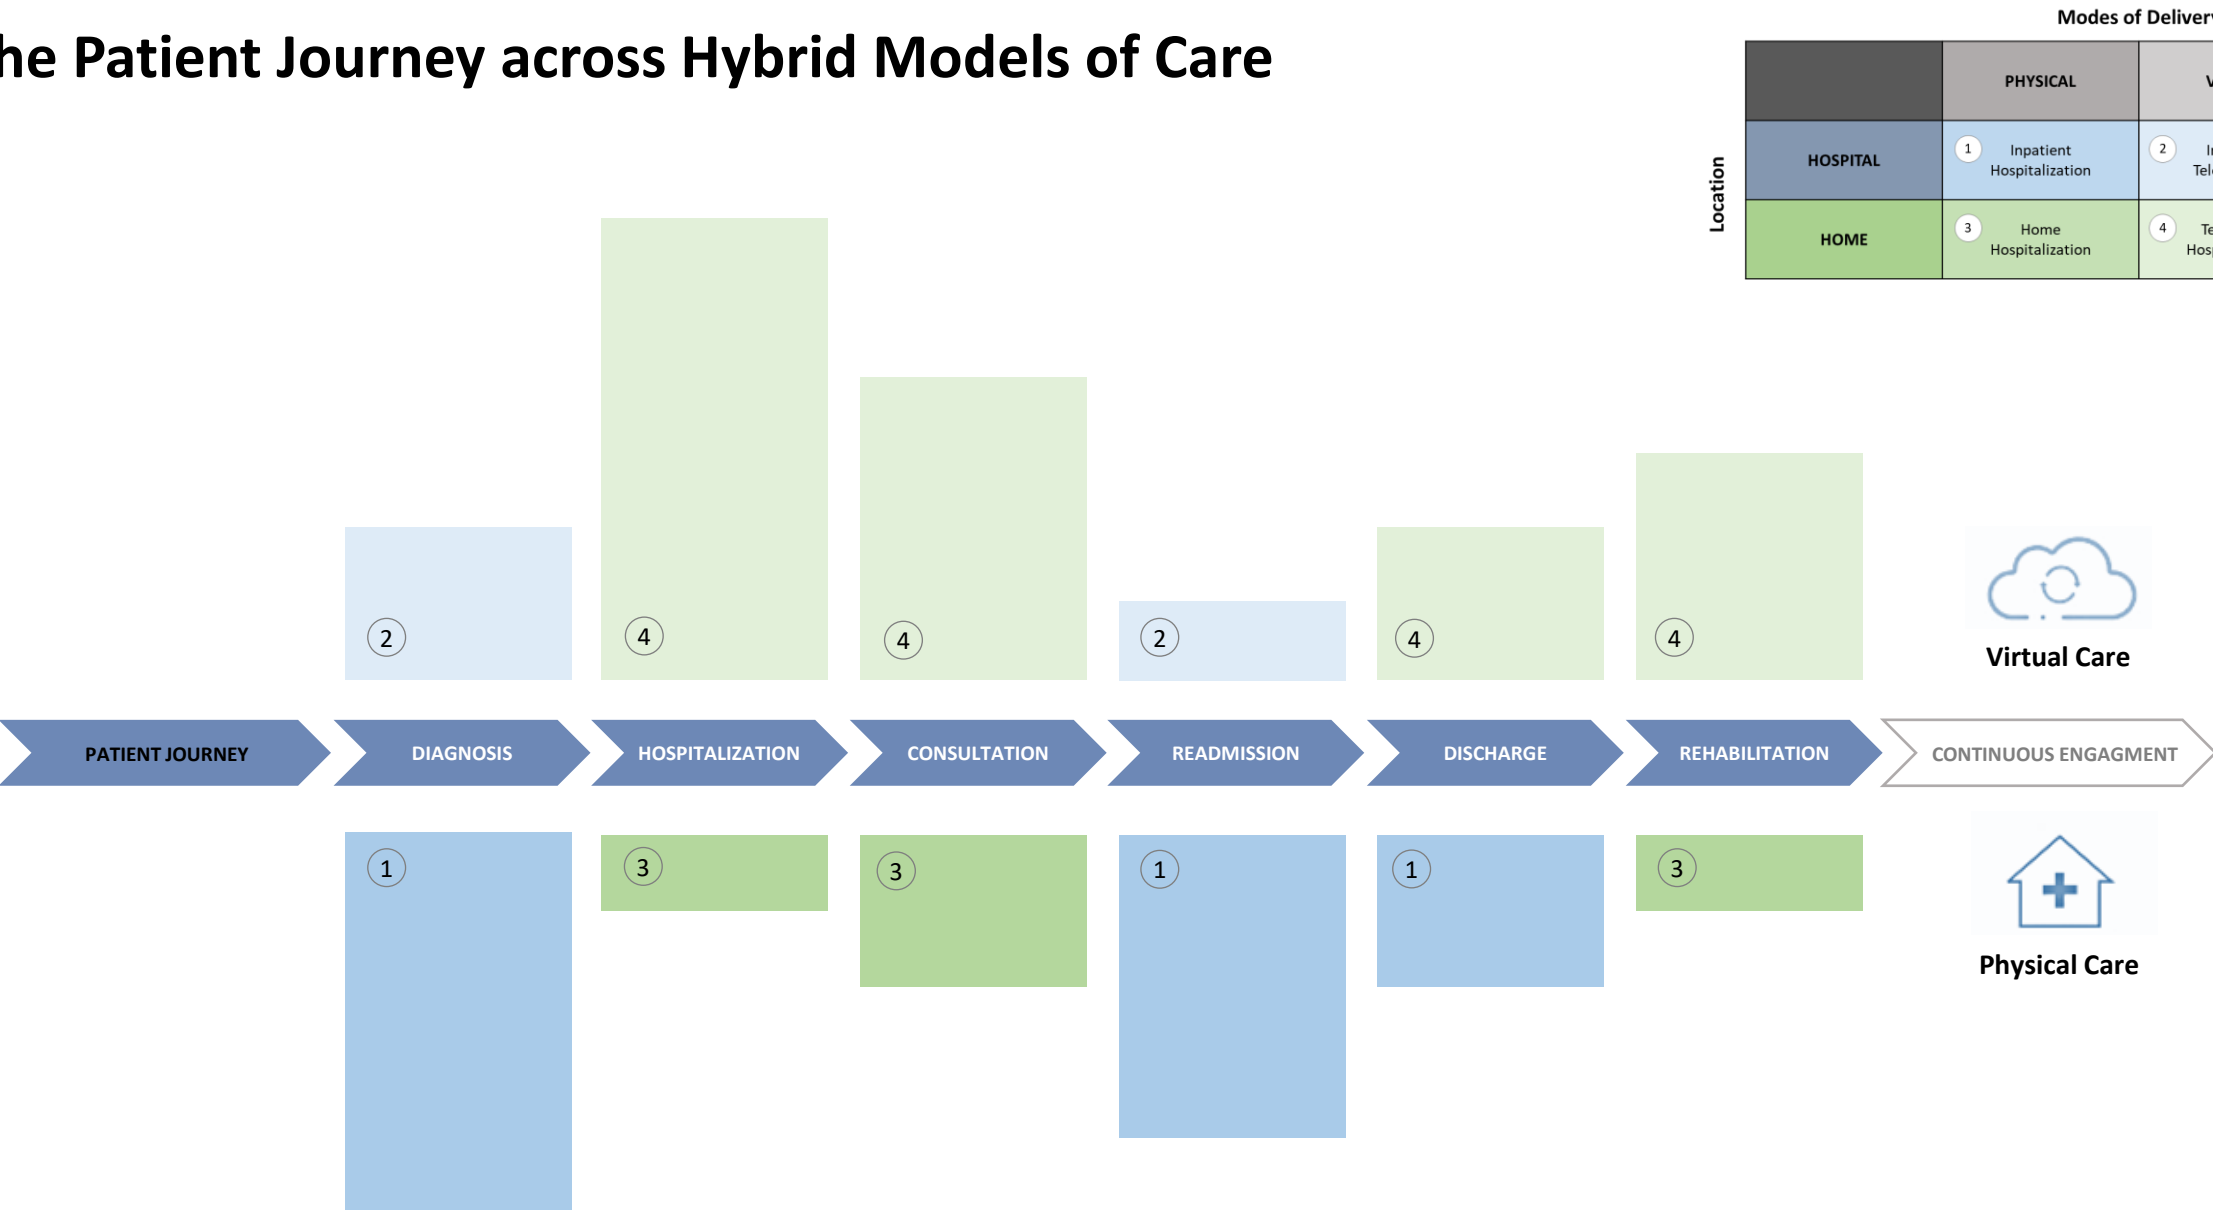 he Patient Journey across Hybrid Models of Care
Modes of Delivery
PHYSICAL
Location
HOSPITAL
1 Inpatient
Hospitalization
2
HOME
3 Home
Hospitalization
4
2
4
4
2
4
4
Virtual Care
PATIENT JOURNEY
DIAGNOSIS
HOSPITALIZATION
CONSULTATION
READMISSION
DISCHARGE
REHABILITATION
CONTINUOUS ENGAGMENT
1
3
3
1
1
3
Physical Care